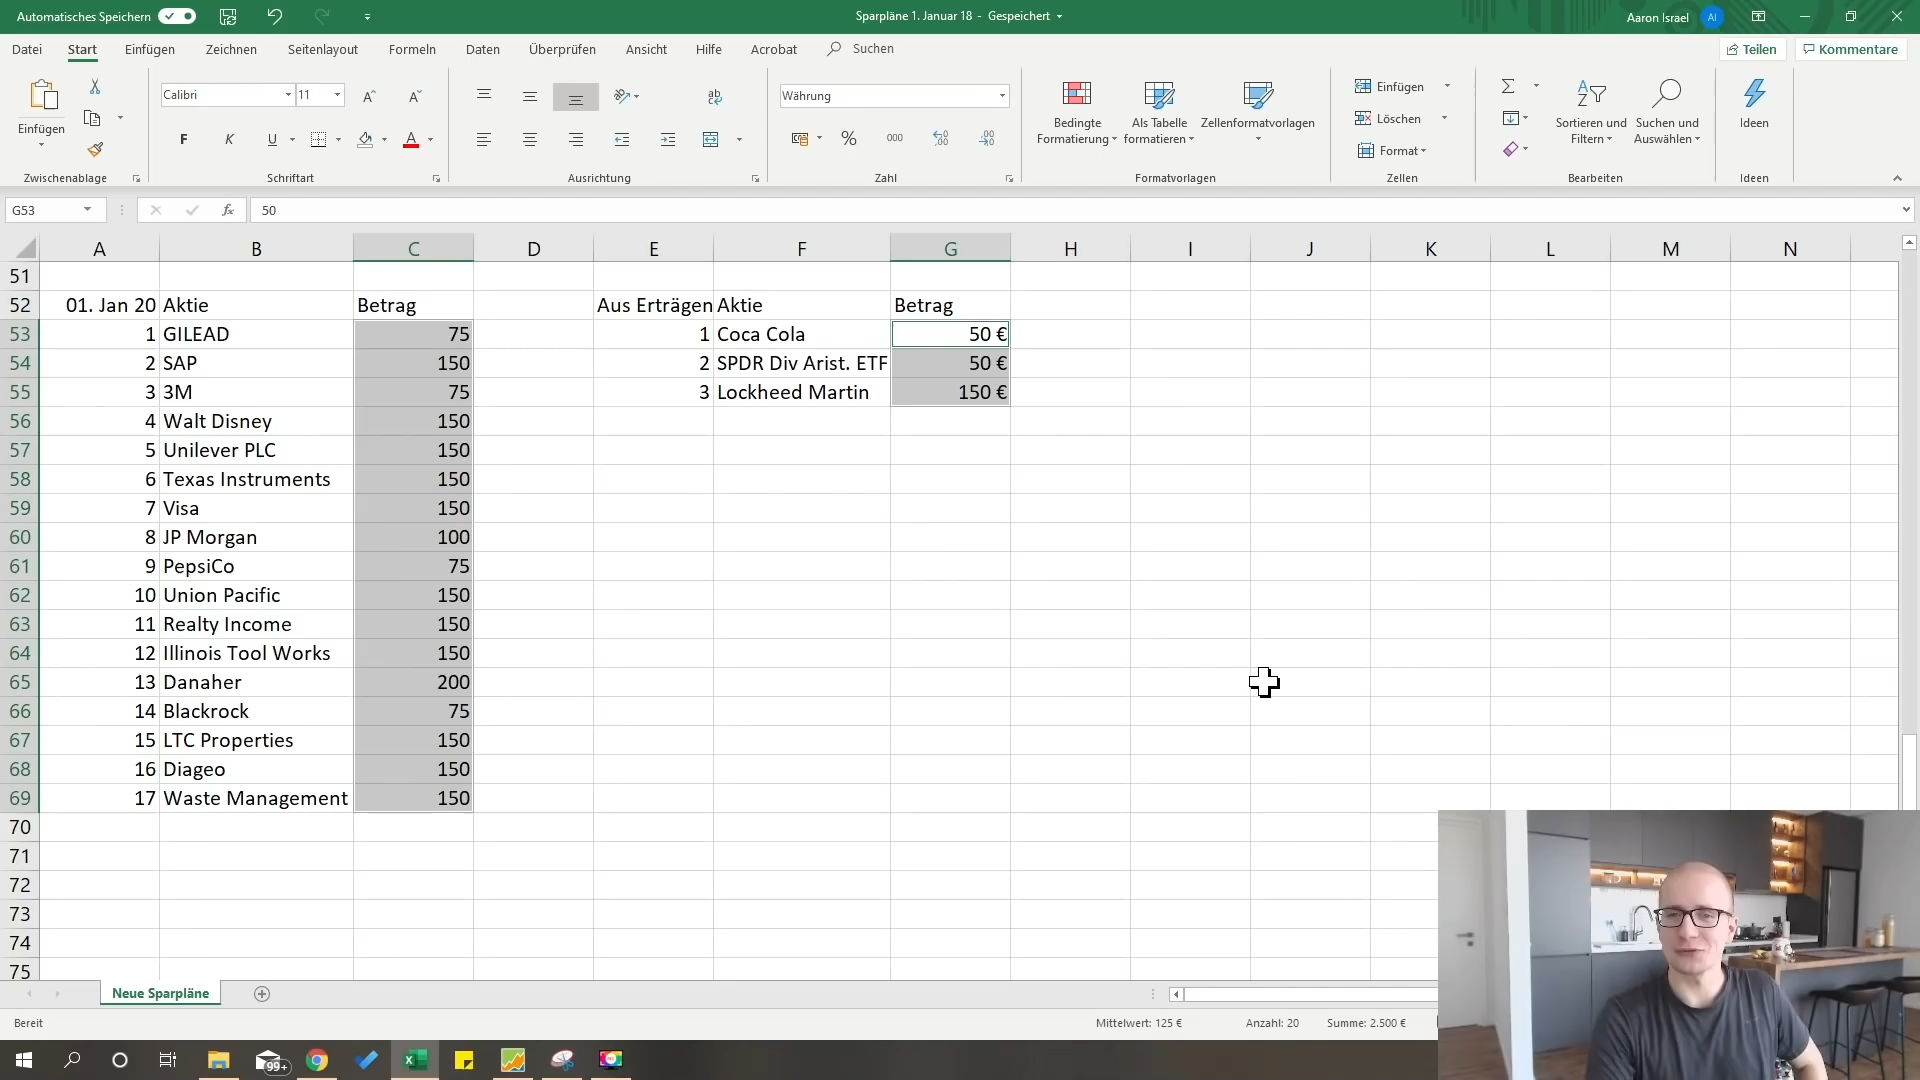 Automatisches Speichern
Sparpläne 1. Januar 18 - Gespeichert
Aaron Israel
AI
Datei Start Einfügen Zeichnen Seitenlayout Formeln Daten Überprüfen Ansicht Hilfe Acrobat Suchen
Teilen Kommentare
Einfügen
Zwischenablage
Calibri 11
F K U A
Schriftart
ab
Ausrichtung
Währung
% 000
Zahl
Bedingte Formatierung
Als Tabelle formatieren
Zellenformatvorlagen
Formatvorlagen
Einfügen
Löschen
Format
Zellen
Sortieren und Filtern
Suchen und Auswählen
Bearbeiten
Ideen
Ideen
G53 fx 50
A B C D E F G H I J K L M N
51
52 01. Jan 20 Aktie Betrag Aus Erträgen Aktie Betrag
53 1 GILEAD 75 1 Coca Cola 50 €
54 2 SAP 150 2 SPDR Div Arist. ETF 50 €
55 3 3M 75 3 Lockheed Martin 150 €
56 4 Walt Disney 150
57 5 Unilever PLC 150
58 6 Texas Instruments 150
59 7 Visa 150
60 8 JP Morgan 100
61 9 PepsiCo 75
62 10 Union Pacific 150
63 11 Realty Income 150
64 12 Illinois Tool Works 150
65 13 Danaher 200
66 14 Blackrock 75
67 15 LTC Properties 150
68 16 Diageo 150
69 17 Waste Management 150
70
71
72
73
74
75
Neue Sparpläne
Bereit
Mittelwert: 125 € Anzahl: 20 Summe: 2.500 €
99+